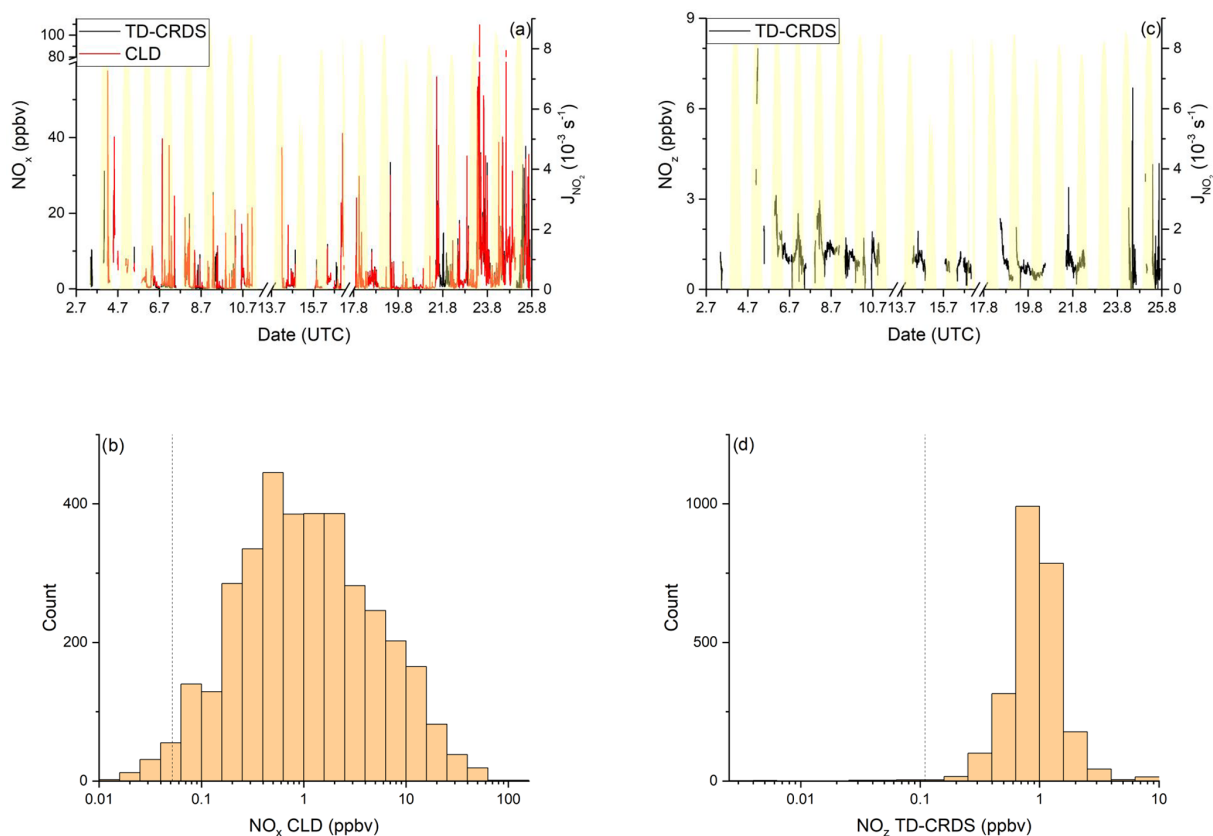 (a)
TD-CRDS
CLD
NOx (ppbv)
100
80
40
20
0
8
6
4
2
0
J_NO2 (10^-3 s^-1)
2.7 4.7 6.7 8.7 10.7 13.7 15.7 17.7 17.8 19.8 21.8 23.8 25.8
Date (UTC)
(c)
TD-CRDS
NOz (ppbv)
9
6
3
0
8
6
4
2
0
J_NO2 (10^-3 s^-1)
2.7 4.7 6.7 8.7 10.7 13.7 15.7 17.7 17.8 19.8 21.8 23.8 25.8
Date (UTC)
(b)
Count
400
200
0
0.01 0.1 1 10 100
NOx CLD (ppbv)
(d)
Count
1000
500
0
0.01 0.1 1 10
NOz TD-CRDS (ppbv)